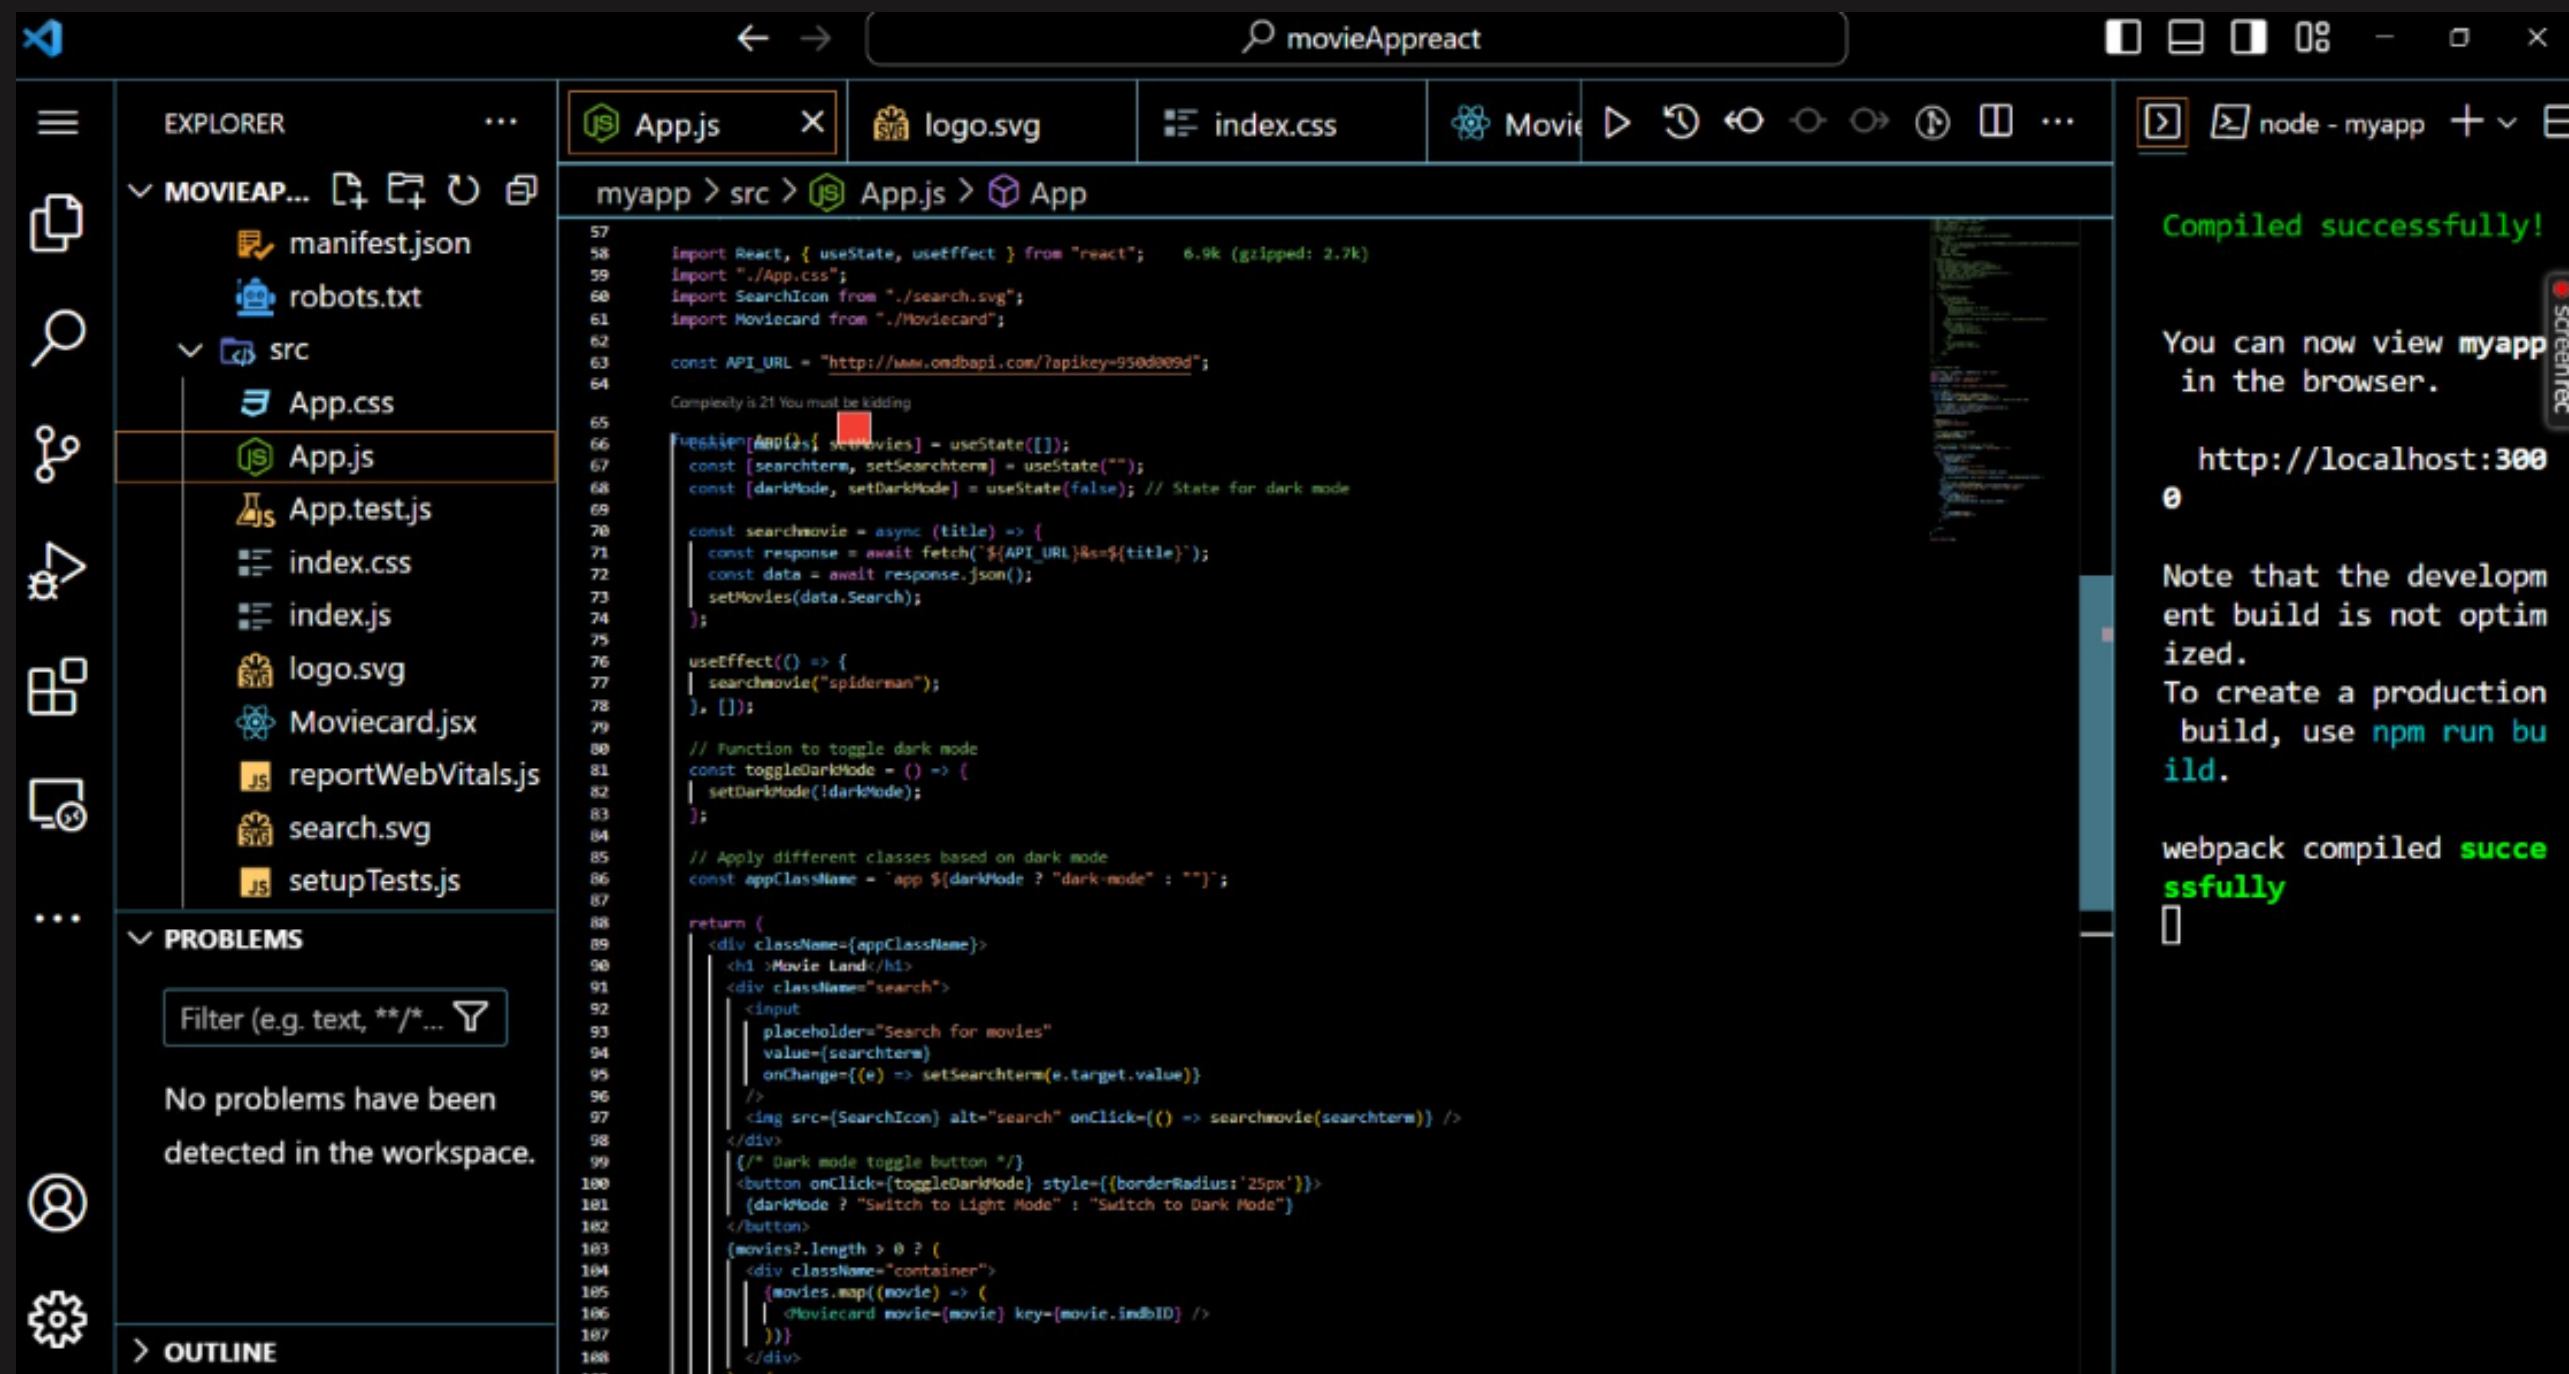 movieAppreact
EXPLORER
MOVIEAP...
manifest.json
robots.txt
src
App.css
App.js
App.test.js
index.css
index.js
logo.svg
Moviecard.jsx
reportWebVitals.js
search.svg
setupTests.js
PROBLEMS
Filter (e.g. text, **/*...
No problems have been
detected in the workspace.
OUTLINE
App.js
logo.svg
index.css
Movie
myapp > src > App.js > App
57
58 import React, { useState, useEffect } from "react"; 6.9k (gzipped: 2.7k)
59 import "./App.css";
60 import SearchIcon from "./search.svg";
61 import Moviecard from "./Moviecard";
62
63 const API_URL = "http://www.omdbapi.com/?apikey=950d009d";
64
Complexity is 21 You must be kidding
65 function App() {
66 const [movies, setMovies] = useState([]);
67 const [searchterm, setSearchterm] = useState("");
68 const [darkMode, setDarkMode] = useState(false); // State for dark mode
69
70 const searchmovie = async (title) => {
71 const response = await fetch(`${API_URL}&s=${title}`);
72 const data = await response.json();
73 setMovies(data.Search);
74 };
75
76 useEffect(() => {
77 searchmovie("spiderman");
78 }, []);
79
80 // Function to toggle dark mode
81 const toggleDarkMode = () => {
82 setDarkMode(!darkMode);
83 };
84
85 // Apply different classes based on dark mode
86 const appClassName = `app ${darkMode ? "dark-mode" : ""}`;
87
88 return (
89 <div className={appClassName}>
90 <h1 >Movie Land</h1>
91 <div className="search">
92 <input
93 placeholder="Search for movies"
94 value={searchterm}
95 onChange={(e) => setSearchterm(e.target.value)}
96 />
97 <img src={SearchIcon} alt="search" onClick={() => searchmovie(searchterm)} />
98 </div>
99 {/* Dark mode toggle button */}
100 <button onClick={toggleDarkMode} style={{borderRadius:'25px'}}>
101 {darkMode ? "Switch to Light Mode" : "Switch to Dark Mode"}
102 </button>
103 {movies?.length > 0 ? (
104 <div className="container">
105 {movies.map((movie) => (
106 <Moviecard movie={movie} key={movie.imdbID} />
107 ))}
108 </div>
node - myapp
Compiled successfully!
You can now view myapp
in the browser.
http://localhost:300
0
Note that the developm
ent build is not optim
ized.
To create a production
build, use npm run bu
ild.
webpack compiled succe
ssfully
screenrec